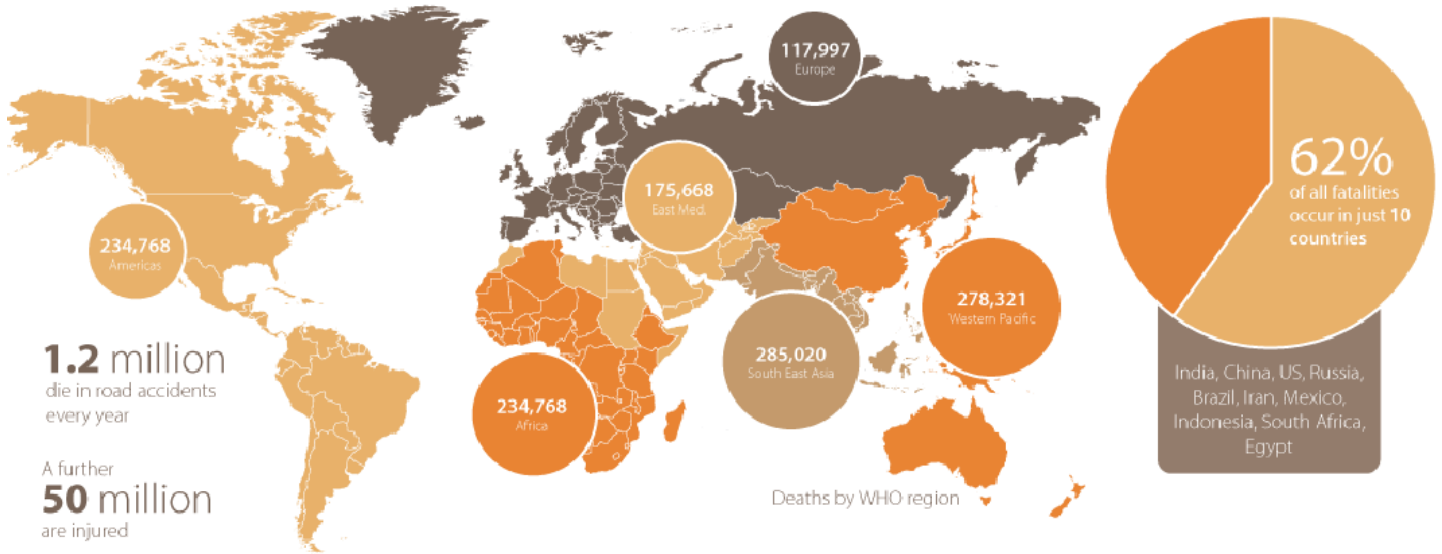 117,997
Europe
175,668
East Med.
234,768
Americas
278,321
Western Pacific
285,020
South East Asia
234,768
Africa
1.2 million
die in road accidents
every year
A further
50 million
are injured
Deaths by WHO region
62%
of all fatalities
occur in just 10
countries
India, China, US, Russia,
Brazil, Iran, Mexico,
Indonesia, South Africa,
Egypt